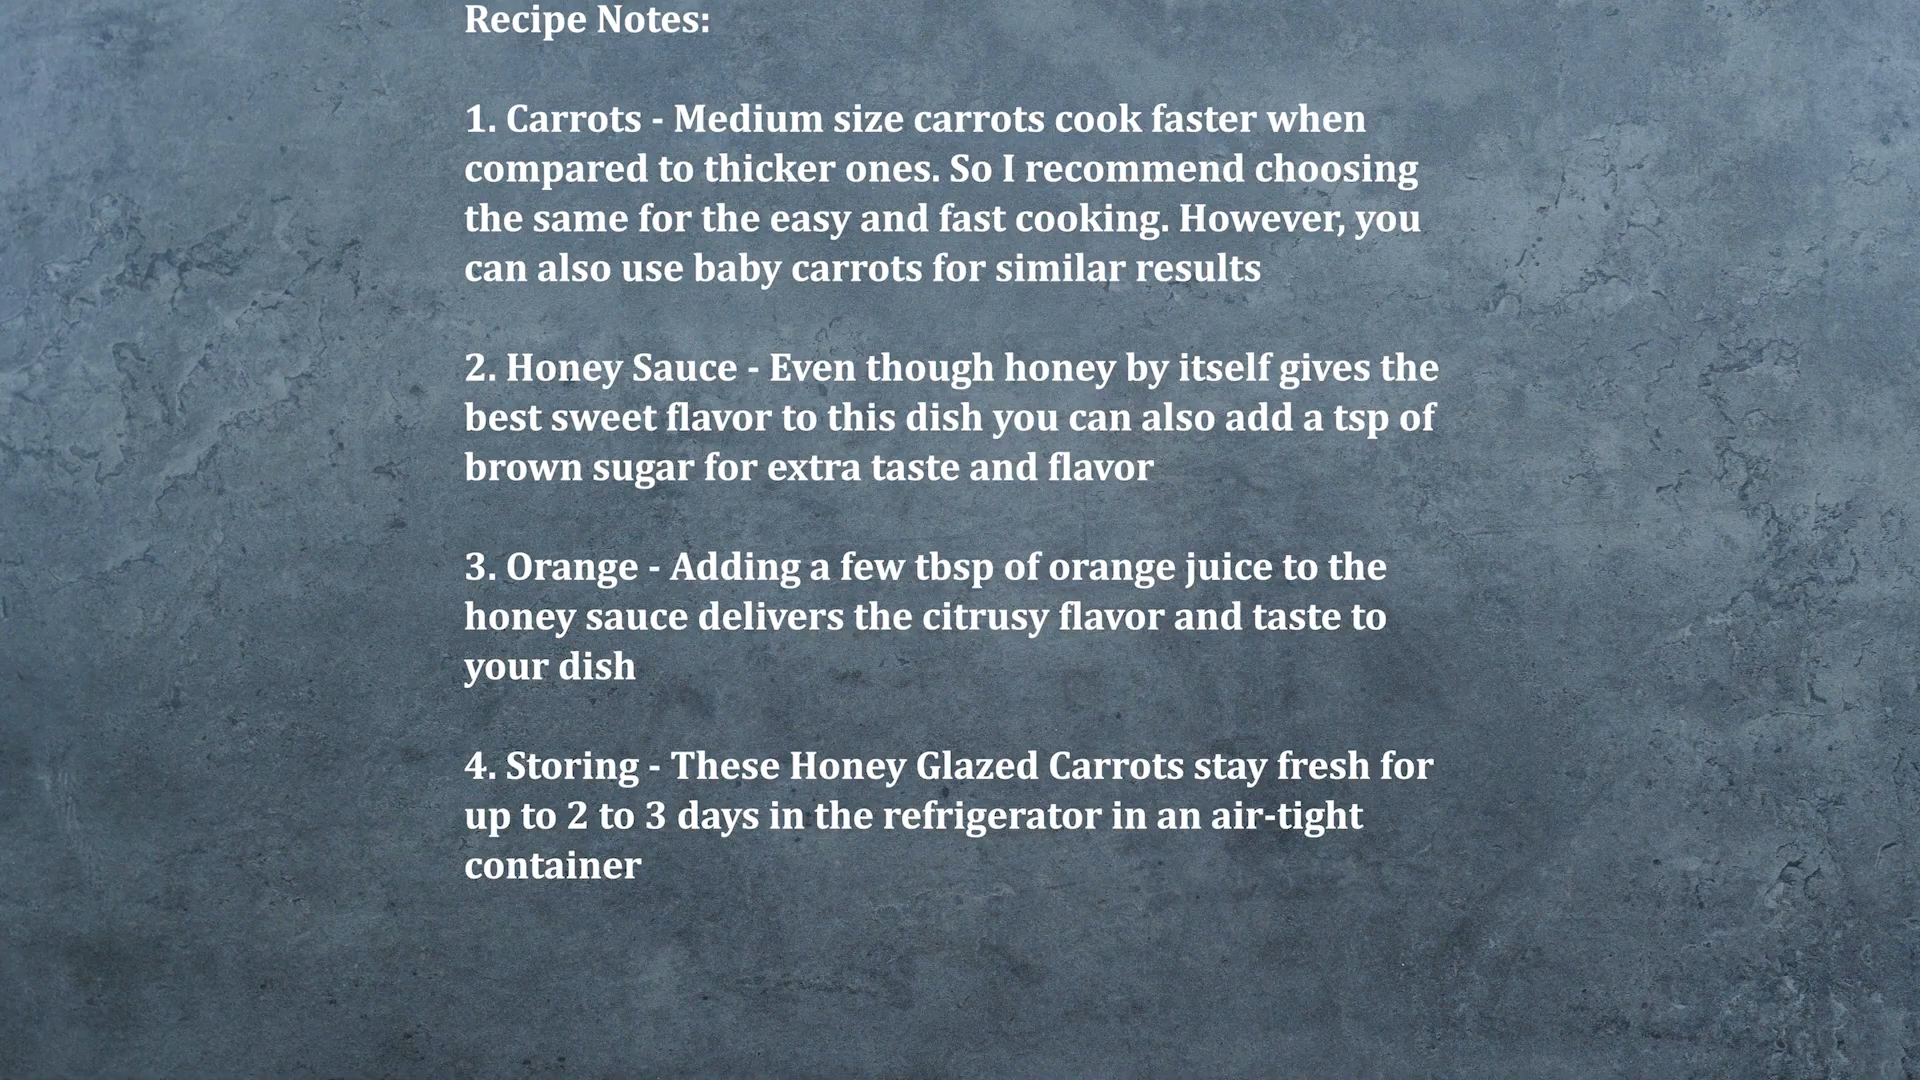 Recipe Notes:
1. Carrots - Medium size carrots cook faster when
compared to thicker ones. So I recommend choosing
the same for the easy and fast cooking. However, you
can also use baby carrots for similar results
2. Honey Sauce - Even though honey by itself gives the
best sweet flavor to this dish you can also add a tsp of
brown sugar for extra taste and flavor
3. Orange - Adding a few tbsp of orange juice to the
honey sauce delivers the citrusy flavor and taste to
your dish
4. Storing - These Honey Glazed Carrots stay fresh for
up to 2 to 3 days in the refrigerator in an air-tight
container